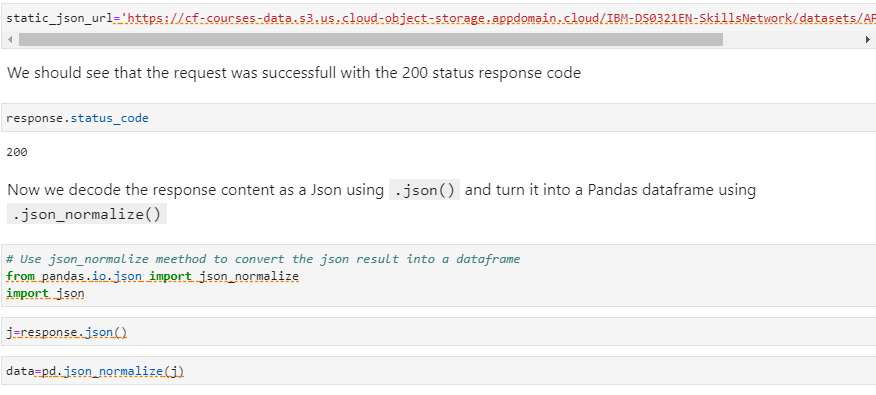 static_json_url='https://cf-courses-data.s3.us.cloud-object-storage.appdomain.cloud/IBM-DS0321EN-SkillsNetwork/datasets/AP
We should see that the request was successfull with the 200 status response code
response.status_code
200
Now we decode the response content as a Json using .json() and turn it into a Pandas dataframe using
.json_normalize()
# Use json_normalize meethod to convert the json result into a dataframe
from pandas.io.json import json_normalize
import json
j=response.json()
data=pd.json_normalize(j)